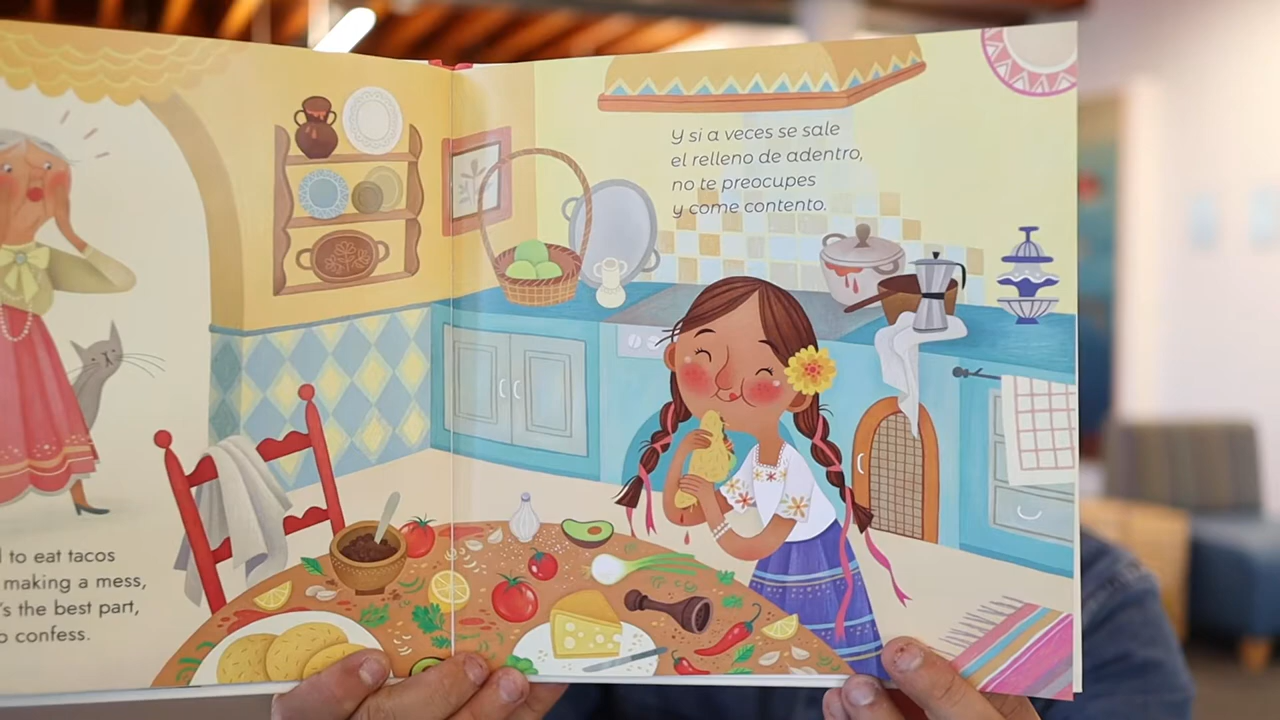 to eat tacos
making a mess,
's the best part,
confess.
Y si a veces se sale
el relleno de adentro,
no te preocupes
y come contento.